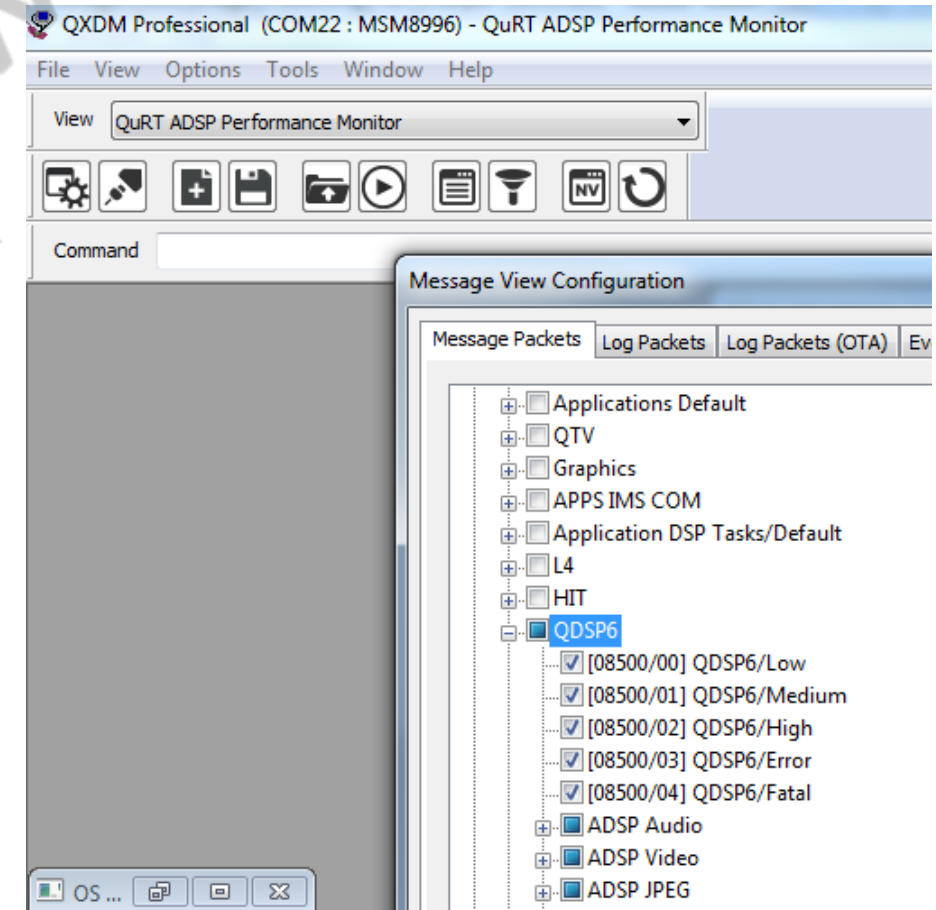 QXDM Professional (COM22 : MSM8996) - QuRT ADSP Performance Monitor
File View Options Tools Window Help
View QuRT ADSP Performance Monitor
NV
Command
Message View Configuration
Message Packets Log Packets Log Packets (OTA) Ev
Applications Default
QTV
Graphics
APPS IMS COM
Application DSP Tasks/Default
L4
HIT
QDSP6
[08500/00] QDSP6/Low
[08500/01] QDSP6/Medium
[08500/02] QDSP6/High
[08500/03] QDSP6/Error
[08500/04] QDSP6/Fatal
ADSP Audio
ADSP Video
ADSP JPEG
OS ...